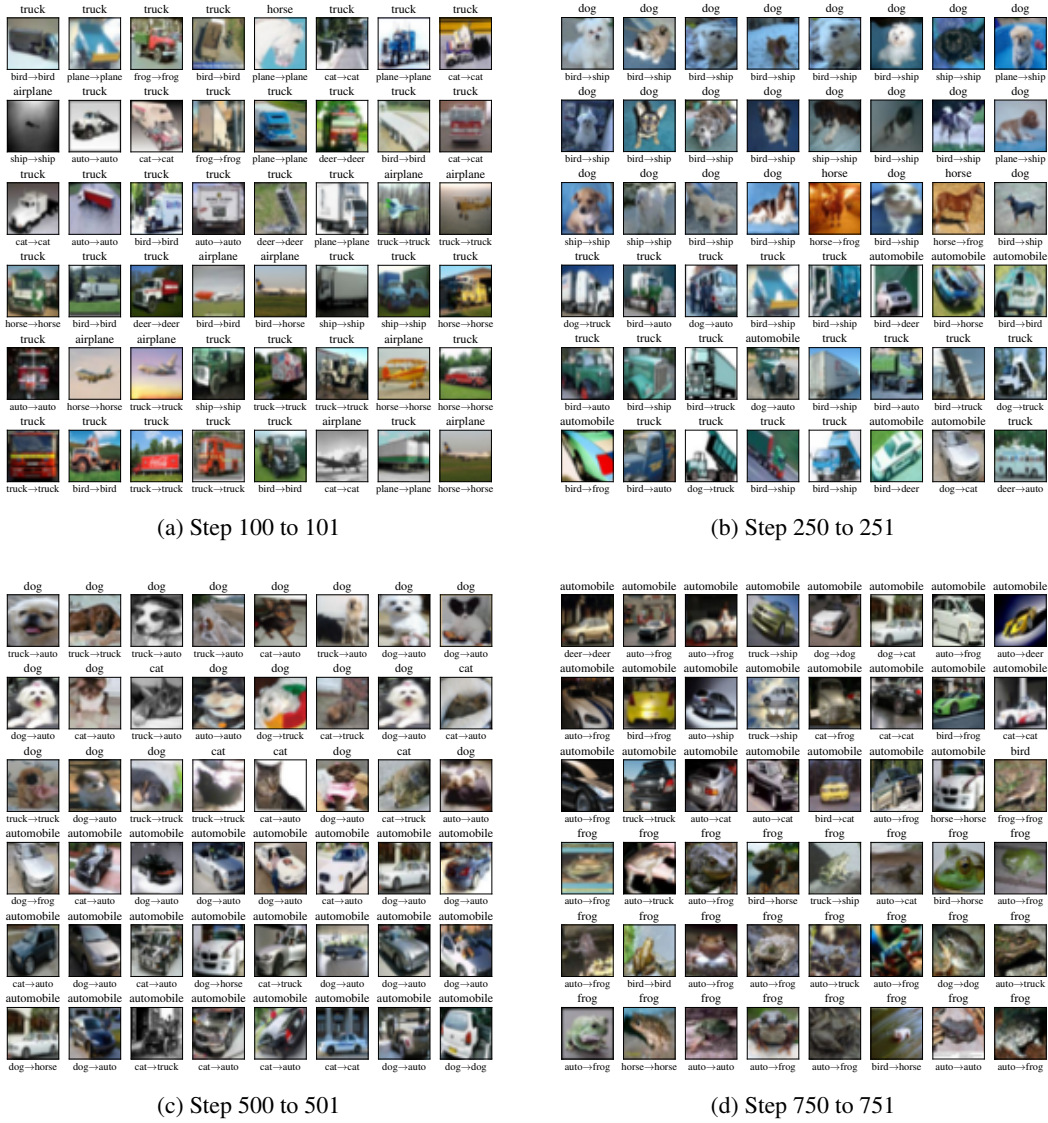 truck truck truck truck horse truck truck truck
bird→bird plane→plane frog→frog bird→bird plane→plane cat→cat plane→plane cat→cat
airplane truck truck truck truck truck truck truck
ship→ship auto→auto cat→cat frog→frog plane→plane deer→deer bird→bird cat→cat
truck truck truck truck truck truck airplane airplane
cat→cat auto→auto bird→bird auto→auto deer→deer plane→plane truck→truck truck→truck
truck truck truck airplane airplane truck truck truck
horse→horse bird→bird deer→deer bird→bird bird→horse ship→ship ship→ship horse→horse
truck airplane airplane truck truck truck airplane truck
auto→auto horse→horse truck→truck ship→ship truck→truck truck→truck horse→horse horse→horse
truck truck truck truck truck airplane truck airplane
truck→truck bird→bird truck→truck truck→truck bird→bird cat→cat plane→plane horse→horse
(a) Step 100 to 101
dog dog dog dog dog dog dog dog
bird→ship bird→ship bird→ship bird→ship bird→ship bird→ship ship→ship plane→ship
dog dog dog dog dog dog dog dog
bird→ship bird→ship bird→ship bird→ship ship→ship bird→ship bird→ship plane→ship
dog dog dog dog horse dog horse dog
ship→ship ship→ship bird→ship bird→ship horse→frog bird→ship horse→frog bird→ship
truck truck truck truck truck automobile automobile automobile
dog→truck bird→auto dog→auto bird→ship bird→ship bird→deer bird→horse bird→bird
truck truck truck automobile truck truck truck truck
bird→auto bird→ship bird→ship dog→auto bird→ship bird→auto bird→truck dog→truck
automobile truck truck truck truck automobile automobile truck
bird→frog bird→auto dog→truck bird→ship bird→ship bird→deer dog→cat deer→auto
(b) Step 250 to 251
dog dog dog dog dog dog dog dog
truck→auto truck→truck truck→auto truck→auto cat→auto truck→auto dog→auto dog→auto
dog dog cat dog dog dog dog cat
dog→auto cat→auto truck→auto auto→auto dog→truck cat→truck dog→auto cat→auto
dog dog dog cat cat dog cat dog
truck→truck dog→auto truck→truck truck→truck cat→auto dog→auto cat→truck auto→auto
automobile automobile automobile automobile automobile automobile automobile automobile
dog→frog cat→auto dog→auto dog→auto dog→auto cat→auto dog→auto dog→auto
automobile automobile automobile automobile automobile automobile automobile automobile
cat→auto dog→auto cat→auto dog→horse cat→truck dog→auto dog→auto dog→auto
automobile automobile automobile automobile automobile automobile automobile automobile
dog→horse dog→auto cat→truck cat→auto cat→auto cat→cat dog→auto dog→dog
(c) Step 500 to 501
automobile automobile automobile automobile automobile automobile automobile automobile
deer→deer auto→frog auto→frog truck→ship dog→dog dog→cat auto→frog auto→deer
automobile automobile automobile automobile automobile automobile automobile automobile
auto→frog bird→frog auto→ship truck→ship cat→frog cat→cat bird→frog cat→cat
automobile automobile automobile automobile automobile automobile automobile bird
auto→frog truck→truck auto→cat auto→cat bird→cat auto→frog horse→horse frog→frog
frog frog frog frog frog frog frog frog
auto→frog auto→truck auto→frog bird→horse truck→ship auto→cat bird→horse auto→frog
frog frog frog frog frog frog frog frog
auto→frog bird→bird auto→frog auto→frog auto→truck auto→frog dog→dog auto→truck
frog frog frog frog frog frog frog frog
auto→frog horse→horse auto→auto auto→frog auto→frog bird→horse auto→auto auto→frog
(d) Step 750 to 751